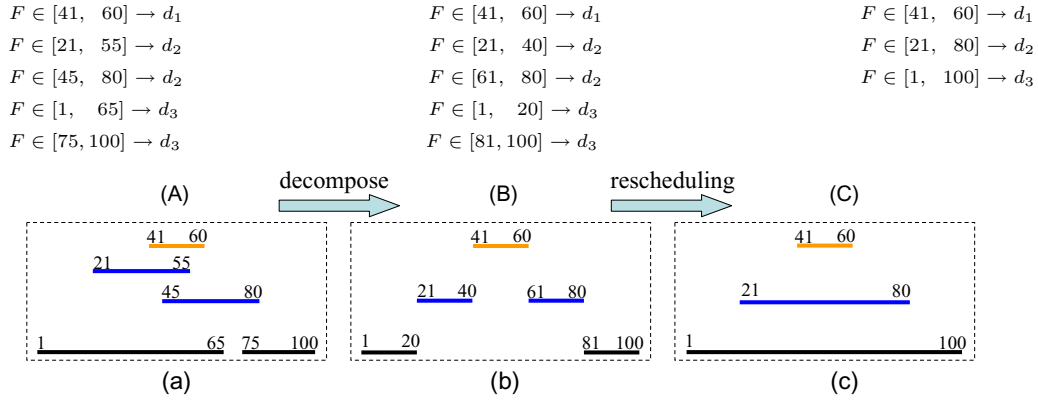 F ∈ [41, 60] → d₁ F ∈ [41, 60] → d₁ F ∈ [41, 60] → d₁
F ∈ [21, 55] → d₂ F ∈ [21, 40] → d₂ F ∈ [21, 80] → d₂
F ∈ [45, 80] → d₂ F ∈ [61, 80] → d₂ F ∈ [1, 100] → d₃
F ∈ [1, 65] → d₃ F ∈ [1, 20] → d₃
F ∈ [75, 100] → d₃ F ∈ [81, 100] → d₃
(A) decompose (B) rescheduling (C)
41 60 41 60 41 60
21 55
45 80 21 40 61 80 21 80
1 65 75 100 1 20 81 100 1 100
(a) (b) (c)